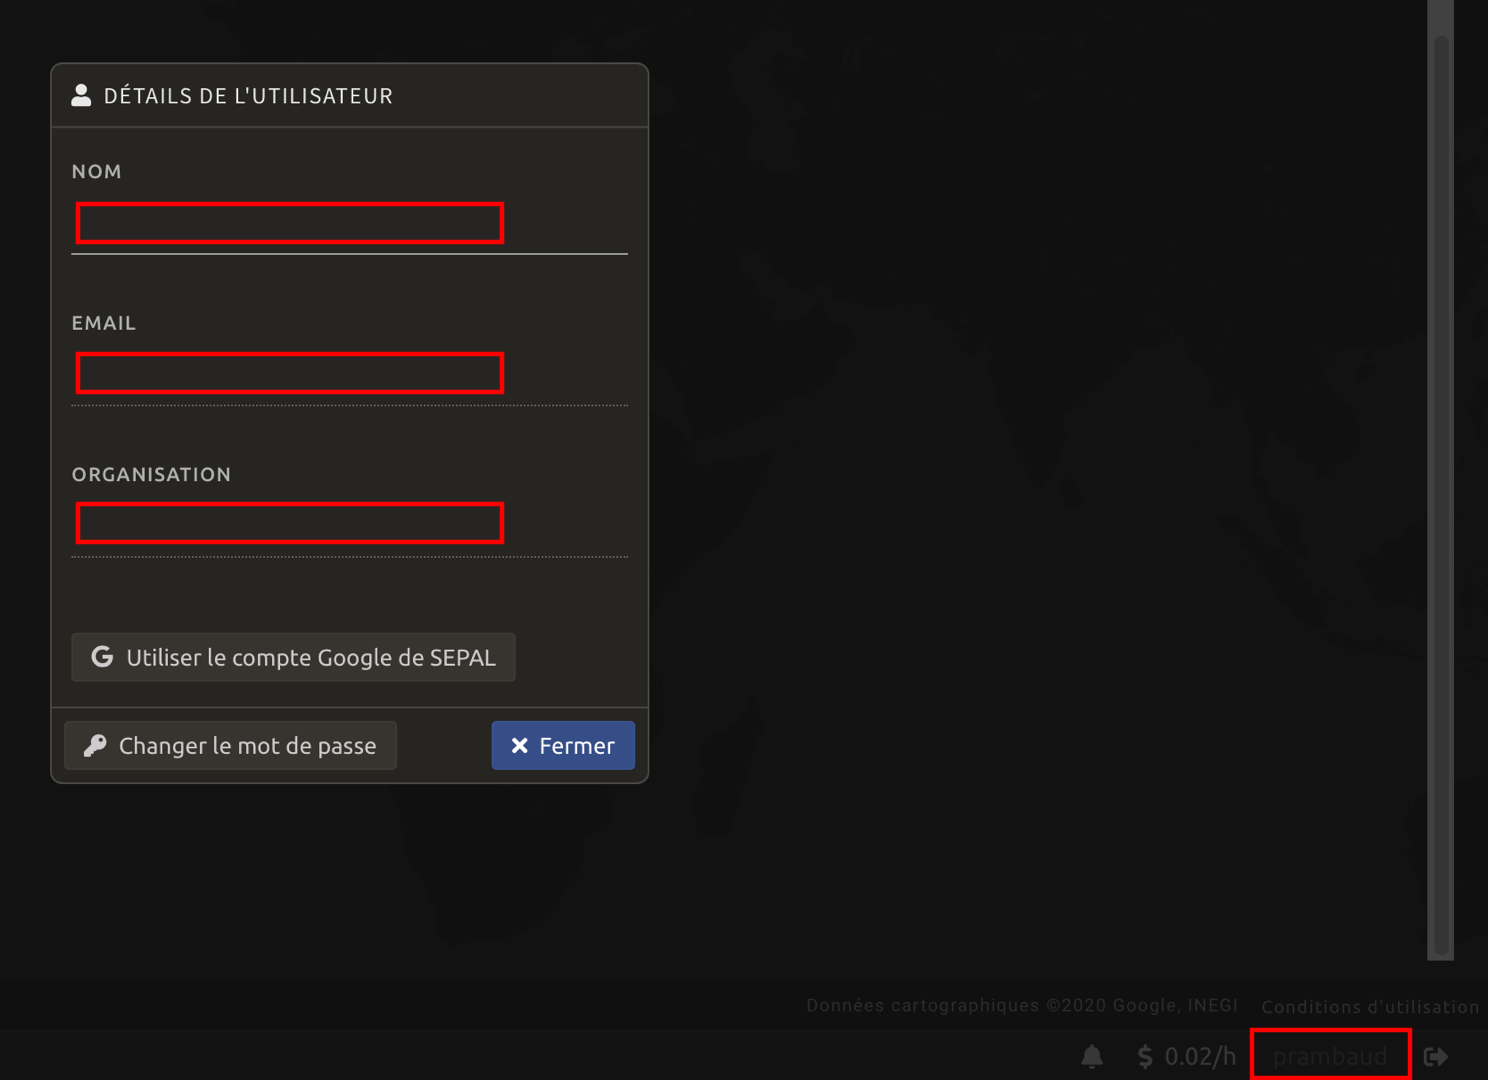 DÉTAILS DE L'UTILISATEUR
NOM
EMAIL
ORGANISATION
Utiliser le compte Google de SEPAL
Changer le mot de passe
Fermer
Données cartographiques ©2020 Google, INEGI
Conditions d'utilisation
$ 0.02/h
prambaud